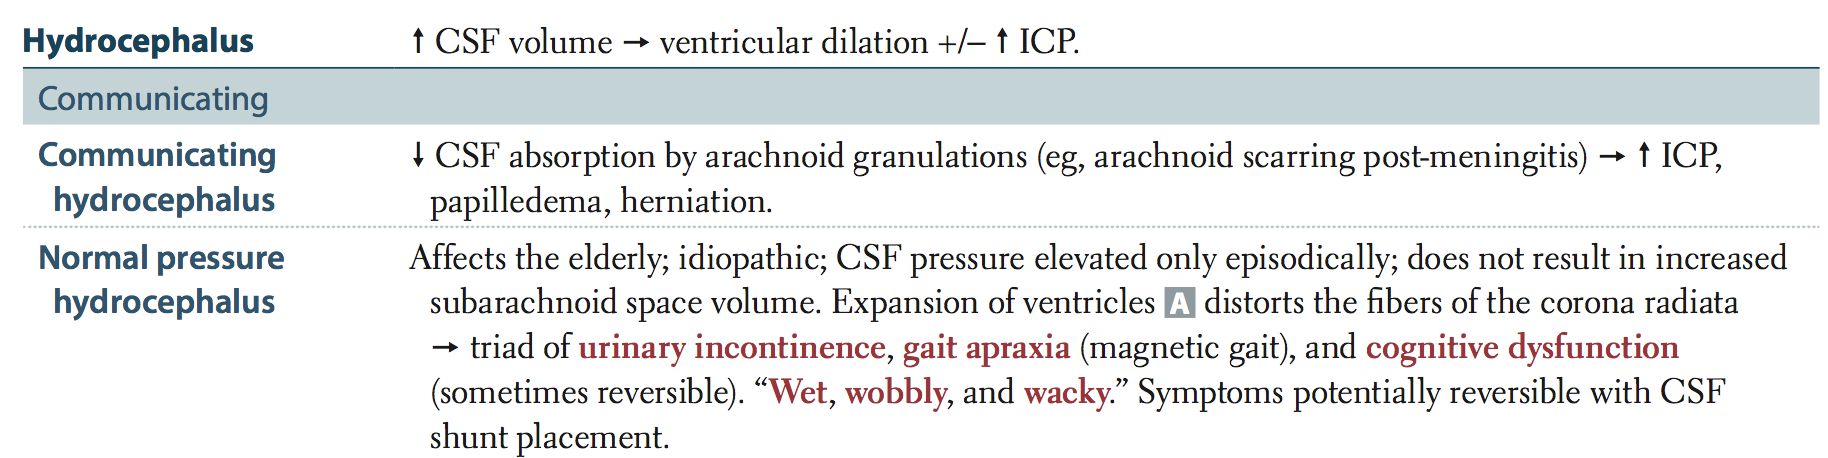 Hydrocephalus ↑ CSF volume → ventricular dilation +/– ↑ ICP.
Communicating
Communicating ↓ CSF absorption by arachnoid granulations (eg, arachnoid scarring post-meningitis) → ↑ ICP,
hydrocephalus papilledema, herniation.
Normal pressure Affects the elderly; idiopathic; CSF pressure elevated only episodically; does not result in increased
hydrocephalus subarachnoid space volume. Expansion of ventricles A distorts the fibers of the corona radiata
→ triad of urinary incontinence, gait apraxia (magnetic gait), and cognitive dysfunction
(sometimes reversible). “Wet, wobbly, and wacky.” Symptoms potentially reversible with CSF
shunt placement.